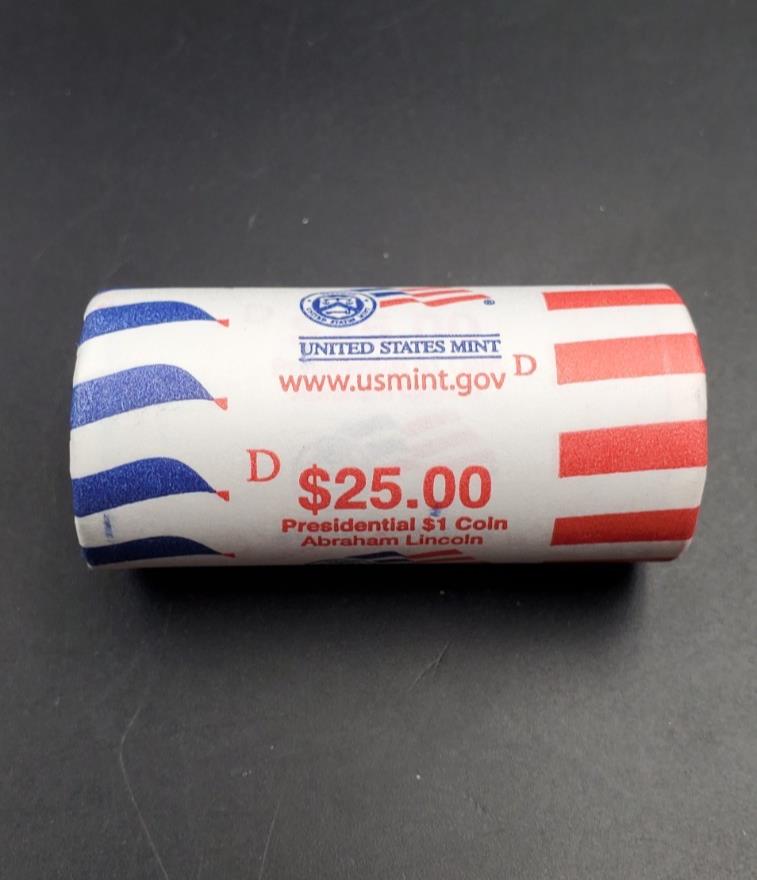 UNITED STATES MINT
www.usmint.gov D
D $25.00
Presidential $1 Coin
Abraham Lincoln